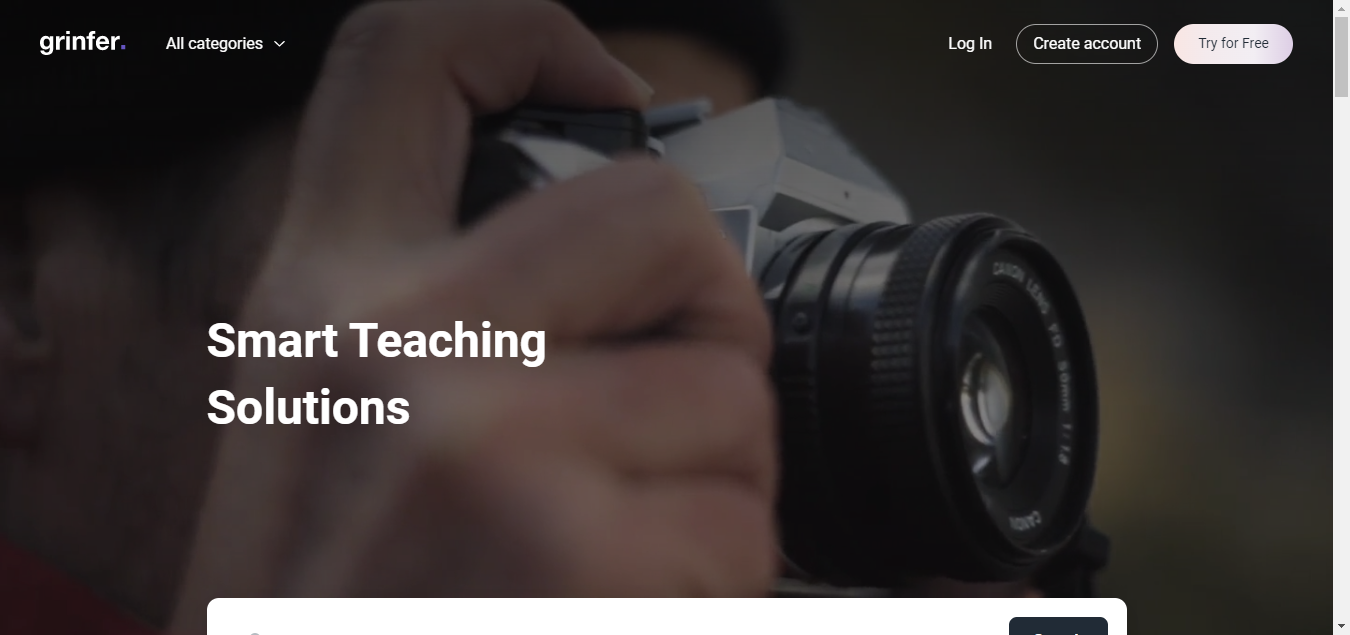 grinfer.
All categories
Log In
Create account
Try for Free
Smart Teaching
Solutions
CANON LENS FD 50mm 1:1.8
CANON